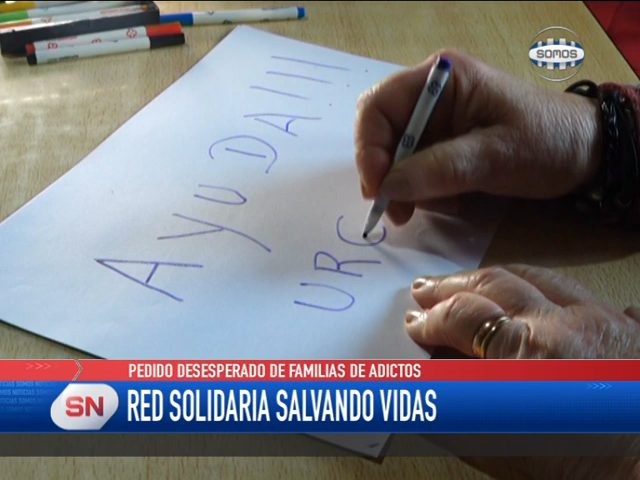 SOMOS
AYUDA!!!
URG
PEDIDO DESESPERADO DE FAMILIAS DE ADICTOS
SN
RED SOLIDARIA SALVANDO VIDAS